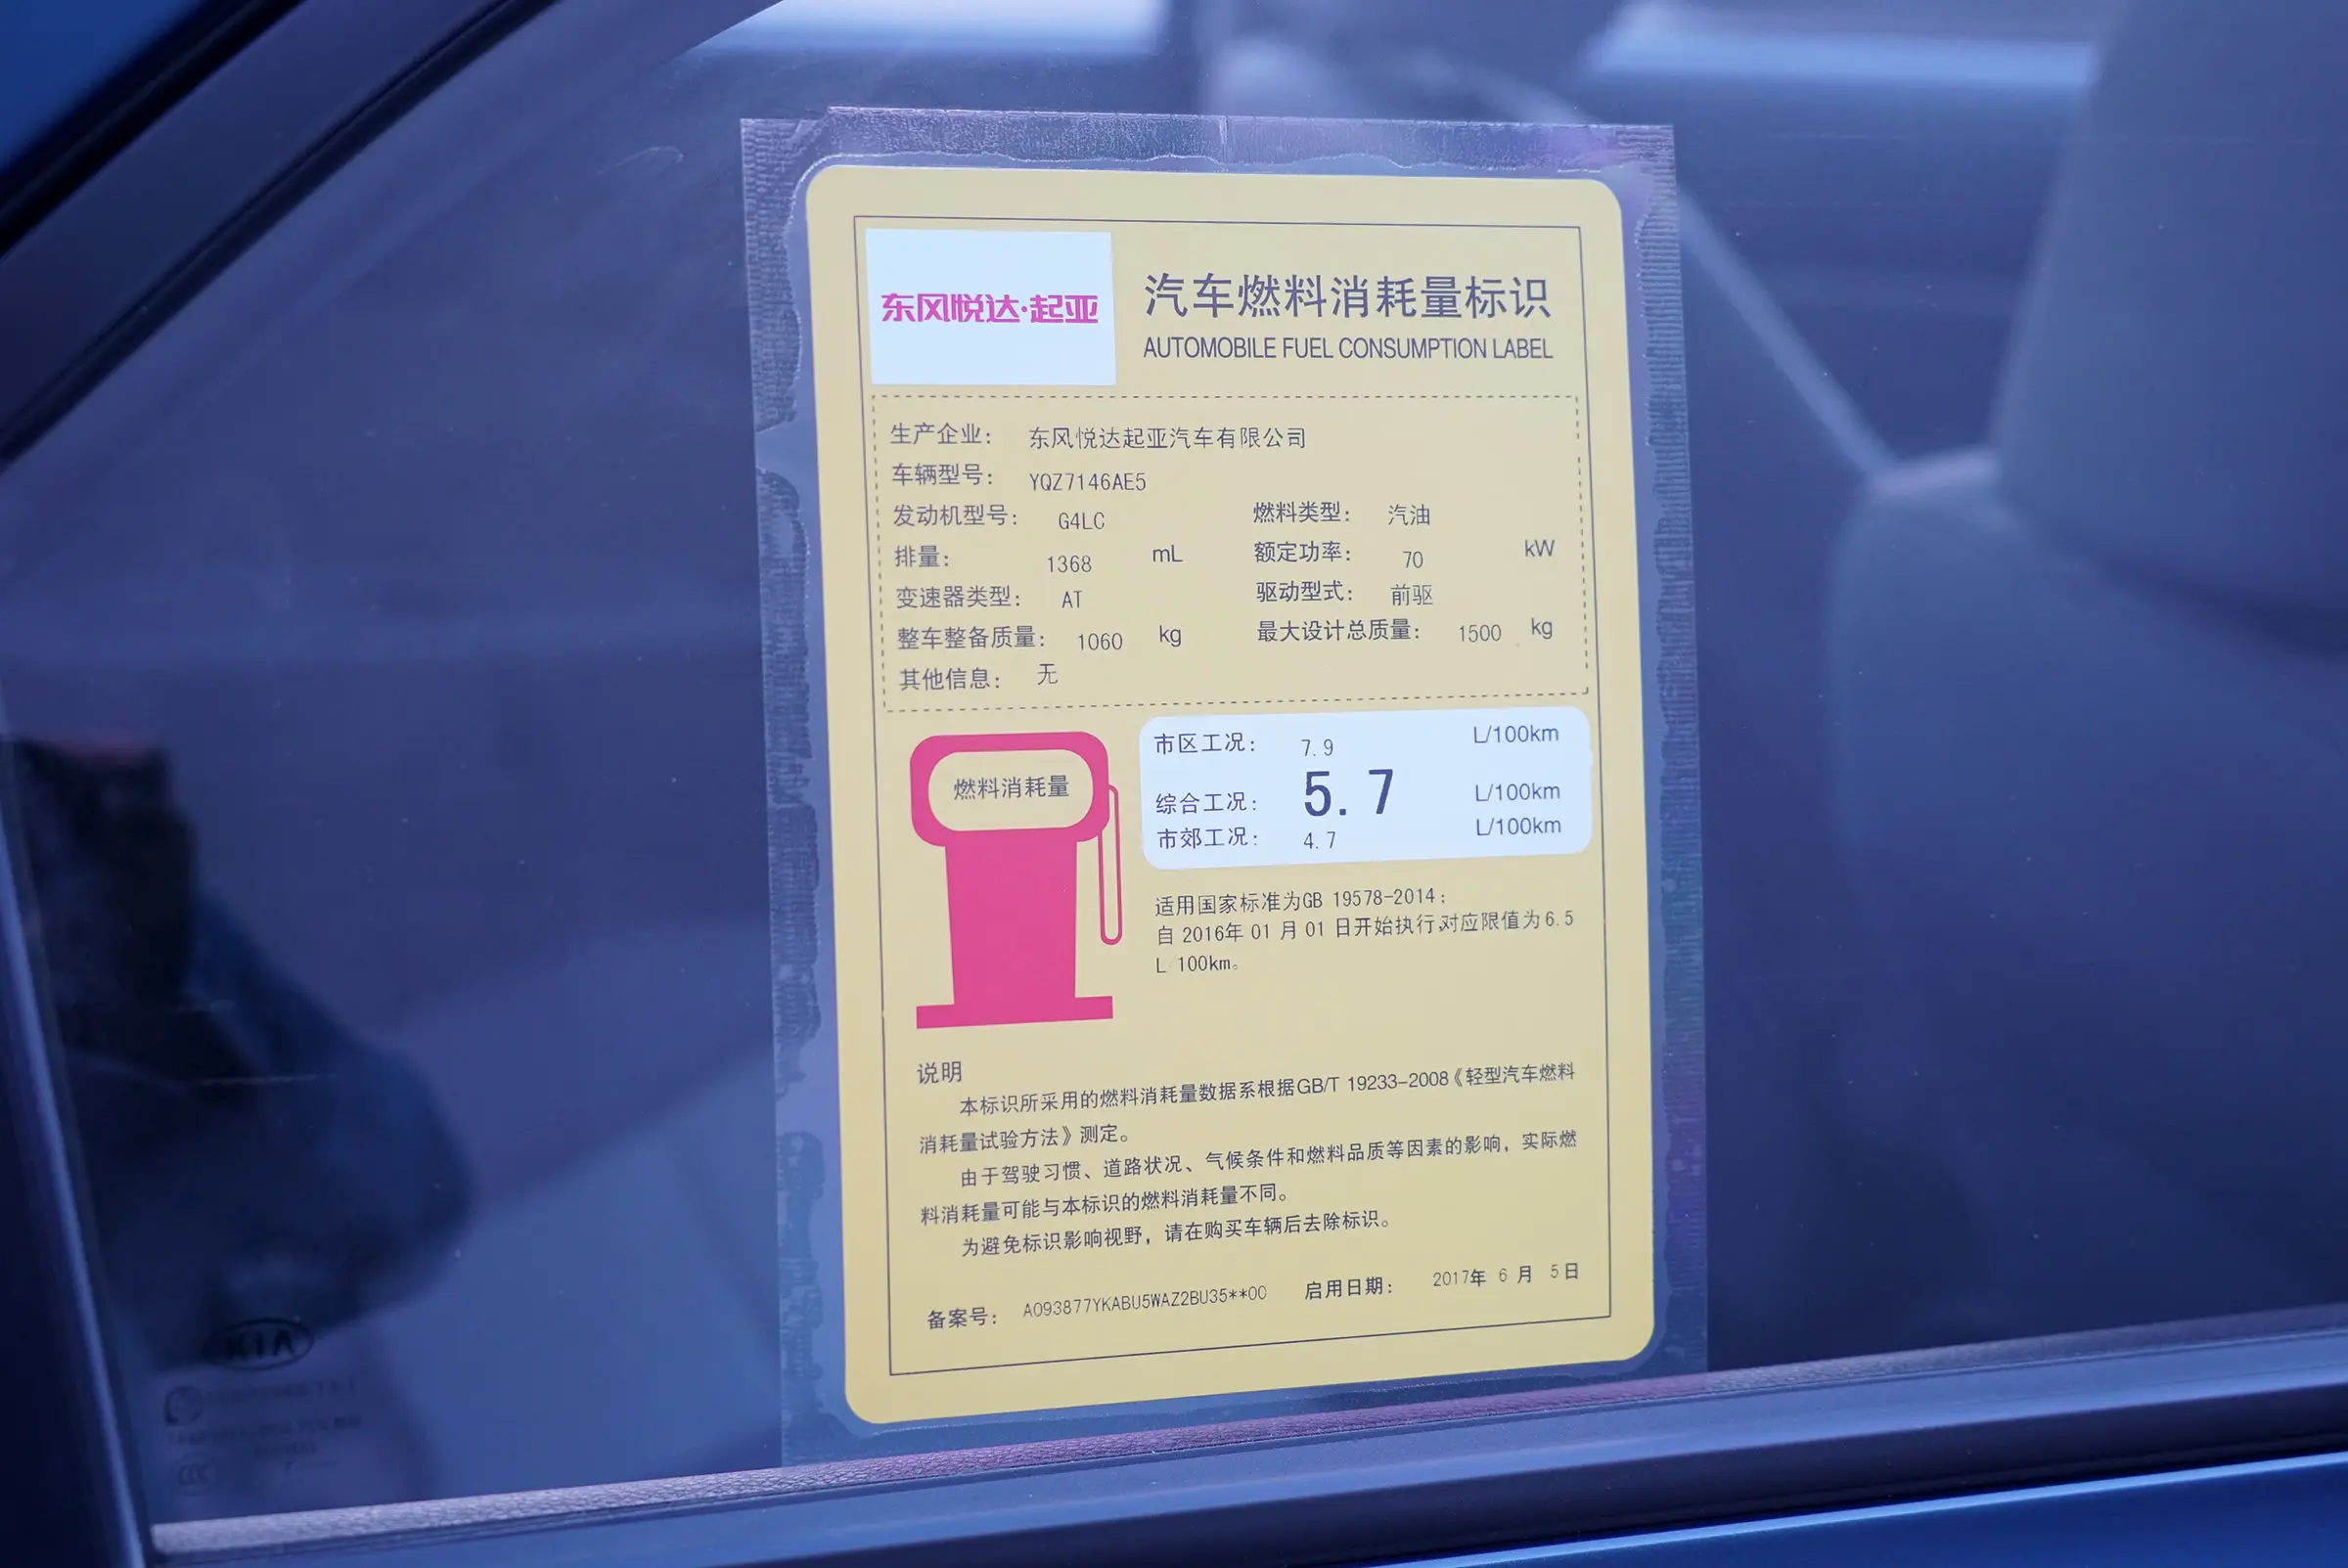 东风悦达·起亚
汽车燃料消耗量标识
AUTOMOBILE FUEL CONSUMPTION LABEL
生产企业： 东风悦达起亚汽车有限公司
车辆型号： YQZ7146AE5
发动机型号： G4LC 燃料类型： 汽油
排量： 1368 mL 额定功率： 70 kW
变速器类型： AT 驱动型式： 前驱
整车整备质量： 1060 kg 最大设计总质量： 1500 kg
其他信息： 无
燃料消耗量
市区工况： 7.9 L/100km
综合工况： 5.7 L/100km
市郊工况： 4.7 L/100km
适用国家标准为GB 19578-2014；
自 2016年 01 月 01 日开始执行,对应限值为6.5
L/100km。
说明
本标识所采用的燃料消耗量数据系根据GB/T 19233-2008《轻型汽车燃料
消耗量试验方法》测定。
由于驾驶习惯、道路状况、气候条件和燃料品质等因素的影响，实际燃
料消耗量可能与本标识的燃料消耗量不同。
为避免标识影响视野，请在购买车辆后去除标识。
备案号： A093877YKABU5WAZ2BU35**00 启用日期： 2017年 6 月 5日
KIA